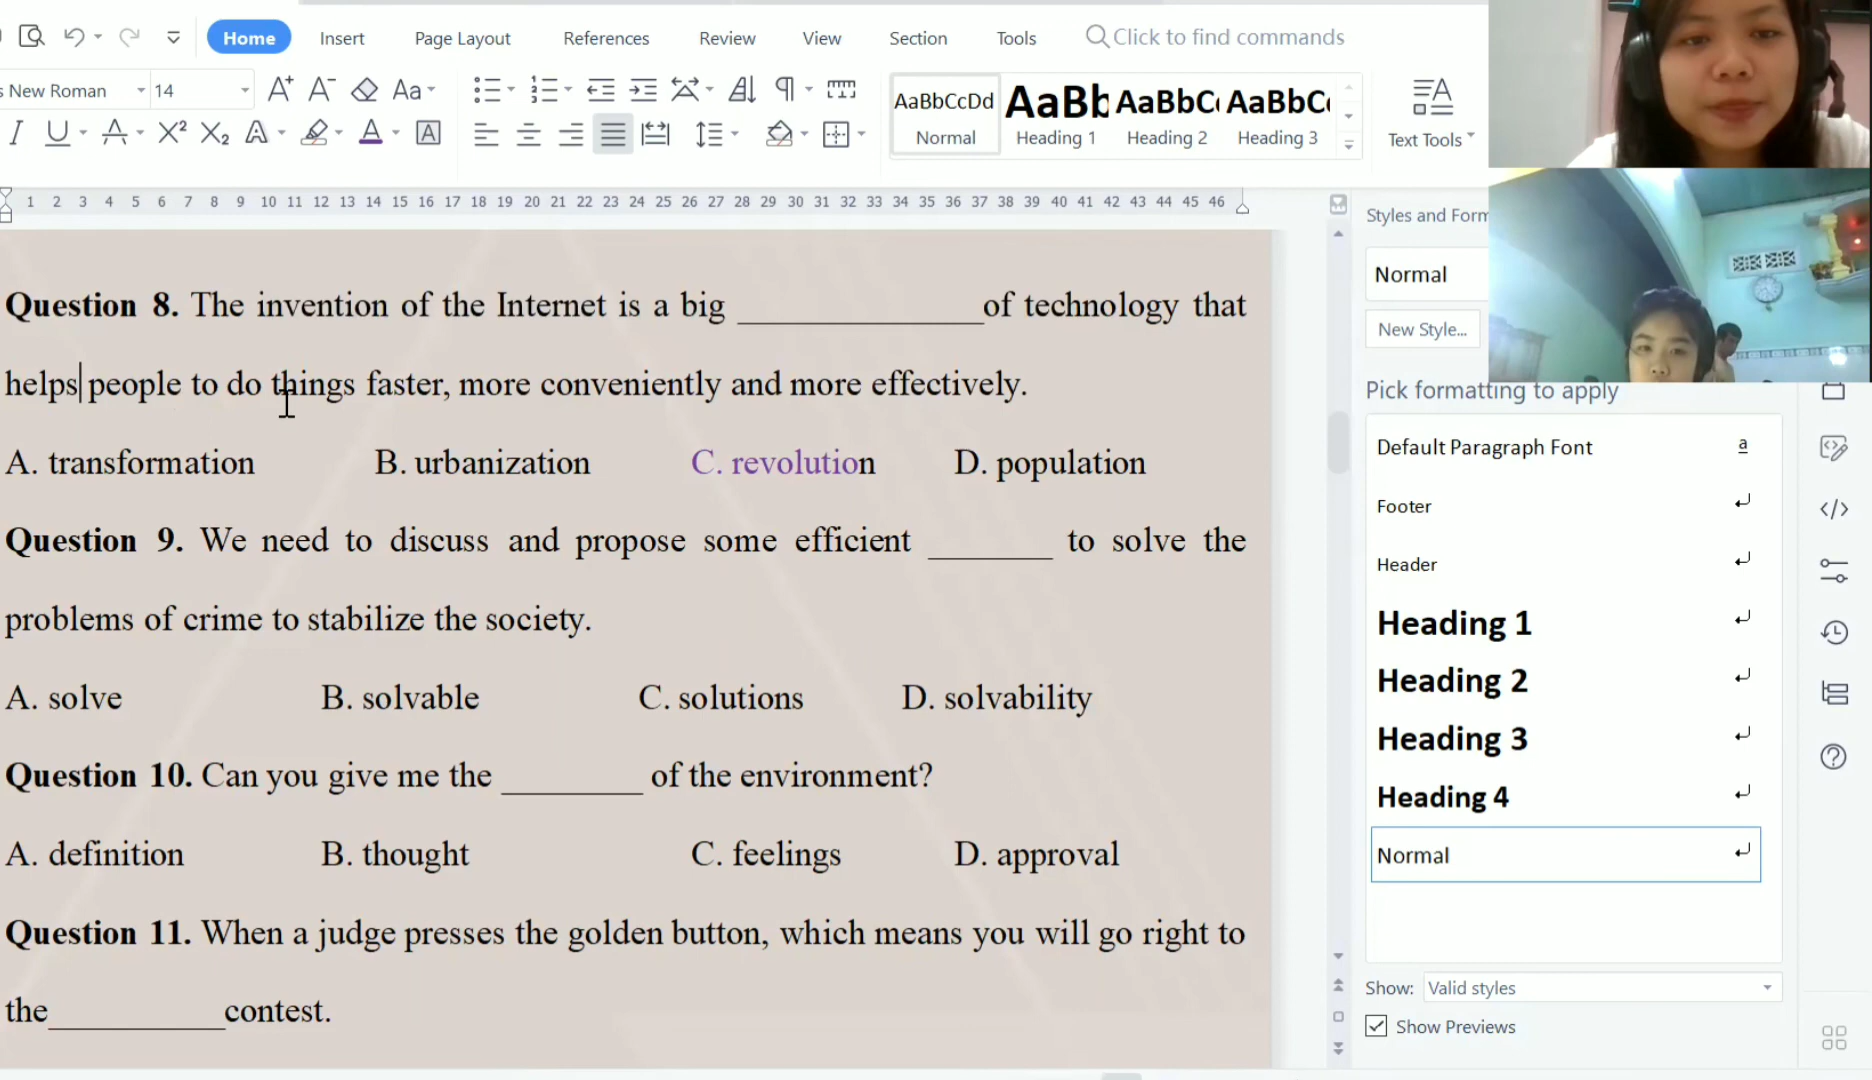 Home Insert Page Layout References Review View Section Tools Click to find commands
New Roman 14 A+ A- Aa AaBbCcDd AaBb AaBbC AaBbC
Normal Heading 1 Heading 2 Heading 3 Text Tools
1 2 3 4 5 6 7 8 9 10 11 12 13 14 15 16 17 18 19 20 21 22 23 24 25 26 27 28 29 30 31 32 33 34 35 36 37 38 39 40 41 42 43 44 45 46
Question 8. The invention of the Internet is a big ______________of technology that
helps people to do things faster, more conveniently and more effectively.
A. transformation B. urbanization C. revolution D. population
Question 9. We need to discuss and propose some efficient _______ to solve the
problems of crime to stabilize the society.
A. solve B. solvable C. solutions D. solvability
Question 10. Can you give me the ________ of the environment?
A. definition B. thought C. feelings D. approval
Question 11. When a judge presses the golden button, which means you will go right to
the__________contest.
Styles and Form
Normal
New Style...
Pick formatting to apply
Default Paragraph Font a
Footer
Header
Heading 1
Heading 2
Heading 3
Heading 4
Normal
Show: Valid styles
Show Previews